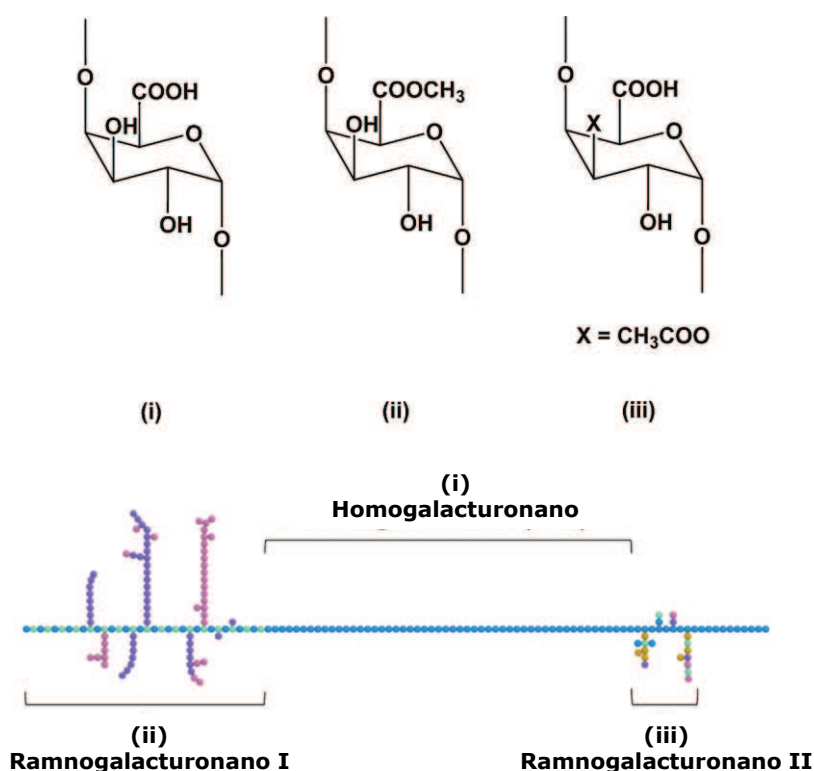 O
COOH
OH
O
OH
O
O
COOCH₃
OH
O
OH
O
O
X
COOH
O
OH
O
X = CH₃COO
(i)
(ii)
(iii)
(i)
Homogalacturonano
(ii)
Ramnogalacturonano I
(iii)
Ramnogalacturonano II